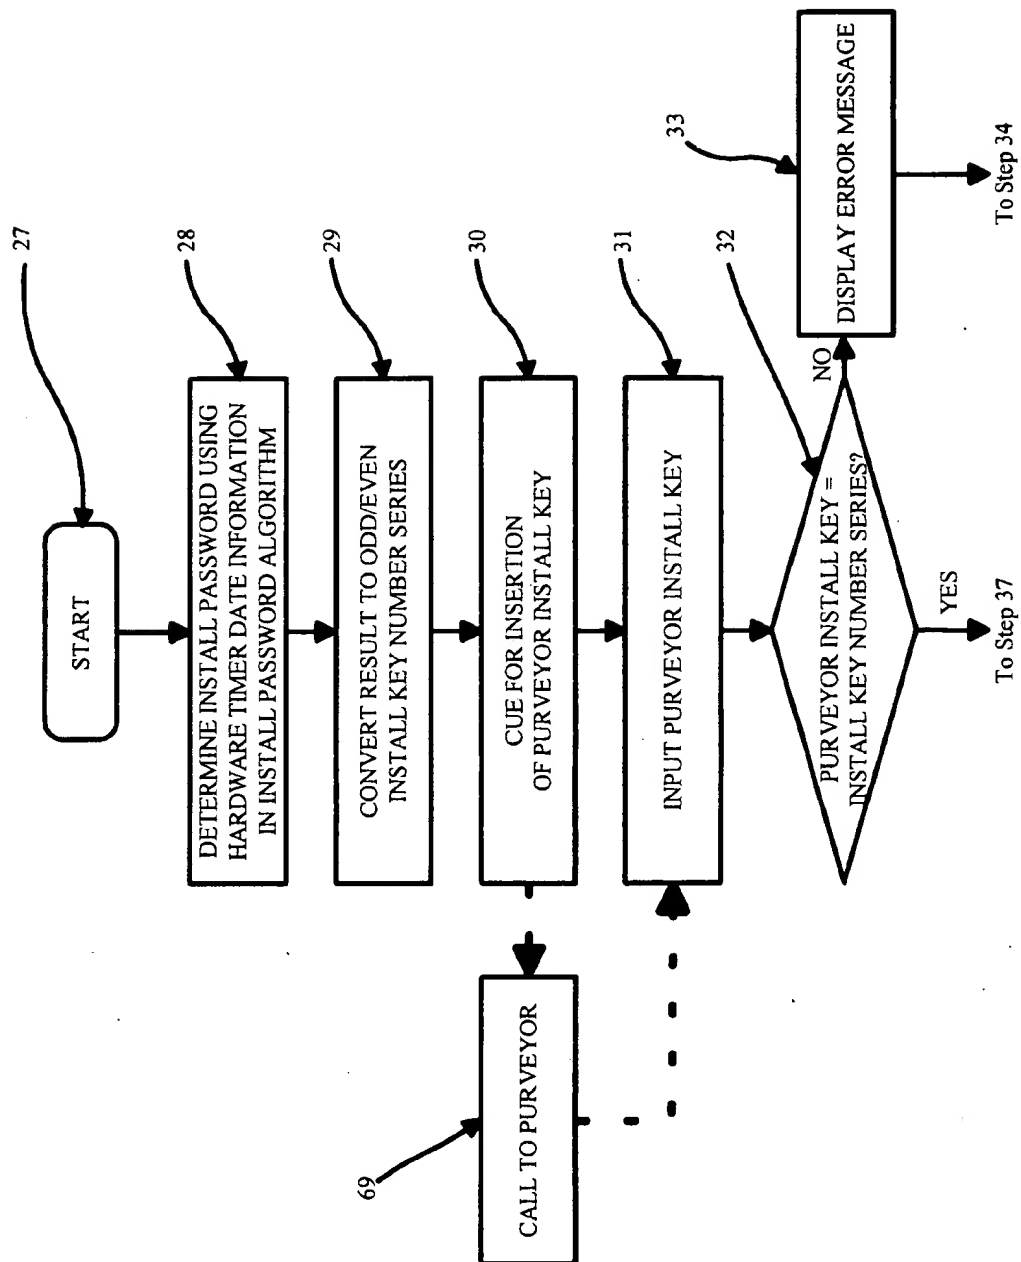 27
START
28
DETERMINE INSTALL PASSWORD USING
HARDWARE TIMER DATE INFORMATION
IN INSTALL PASSWORD ALGORITHM
29
CONVERT RESULT TO ODD/EVEN
INSTALL KEY NUMBER SERIES
30
CUE FOR INSERTION
OF PURVEYOR INSTALL KEY
69
CALL TO PURVEYOR
31
INPUT PURVEYOR INSTALL KEY
32
PURVEYOR INSTALL KEY =
INSTALL KEY NUMBER SERIES?
NO
33
DISPLAY ERROR MESSAGE
YES
To Step 37
To Step 34